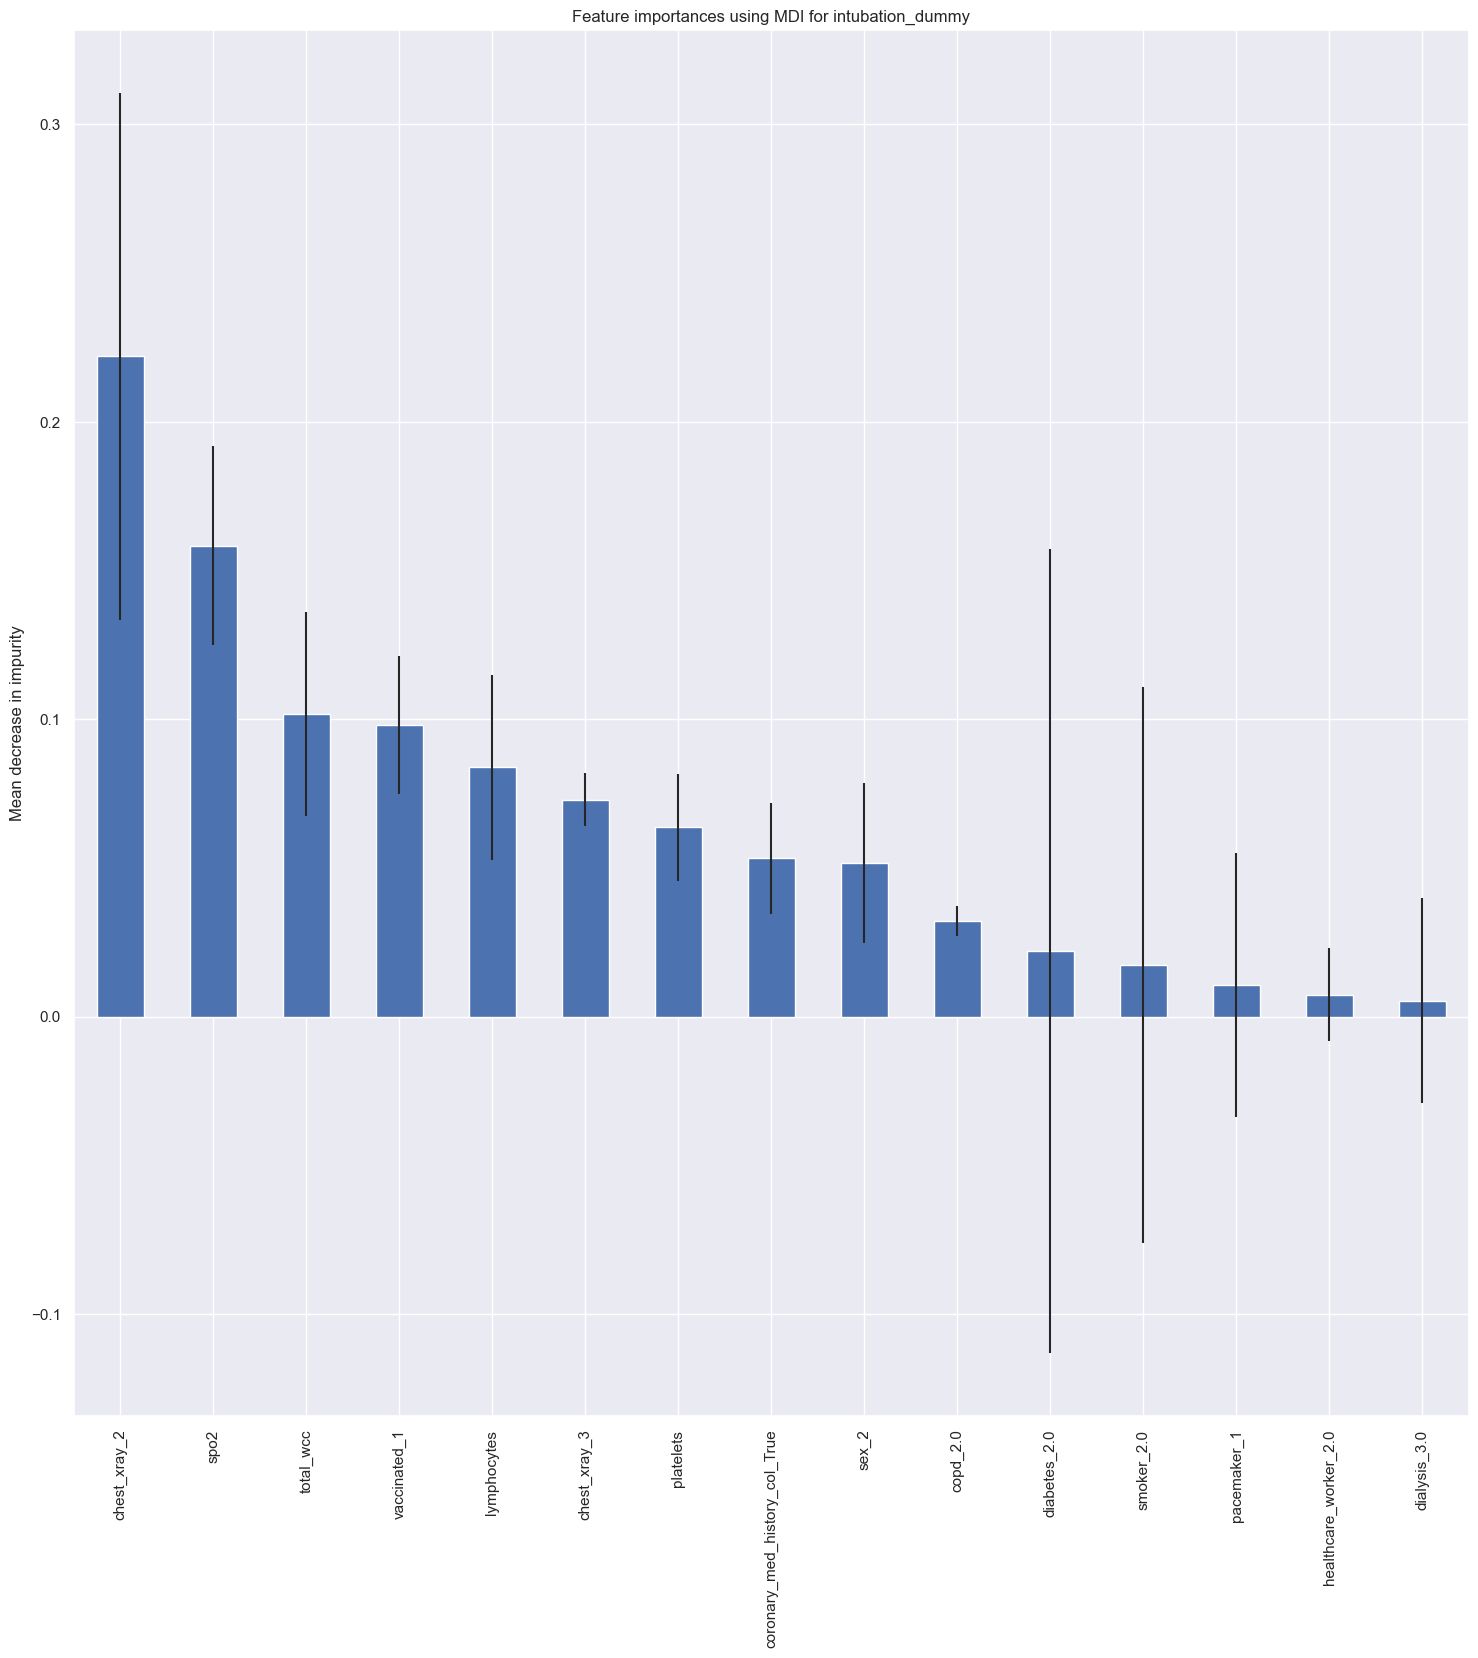 Feature importances using MDI for intubation_dummy
Mean decrease in impurity
0.3
0.2
0.1
0.0
−0.1
chest_xray_2
spo2
total_wcc
vaccinated_1
lymphocytes
chest_xray_3
platelets
coronary_med_history_col_True
sex_2
copd_2.0
diabetes_2.0
smoker_2.0
pacemaker_1
healthcare_worker_2.0
dialysis_3.0